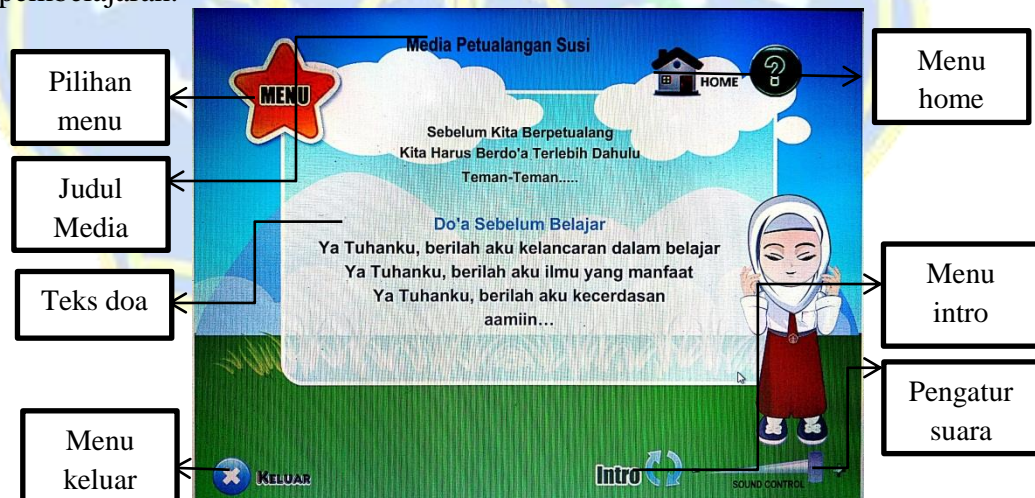 pembelajaran.
Pilihan
menu
Judul
Media
Teks doa
Menu
keluar
Media Petualangan Susi
MENU
HOME
?
Sebelum Kita Berpetualang
Kita Harus Berdo'a Terlebih Dahulu
Teman-Teman.....
Do'a Sebelum Belajar
Ya Tuhanku, berilah aku kelancaran dalam belajar
Ya Tuhanku, berilah aku ilmu yang manfaat
Ya Tuhanku, berilah aku kecerdasan
aamiin...
KELUAR
Intro
SOUND CONTROL
Menu
home
Menu
intro
Pengatur
suara